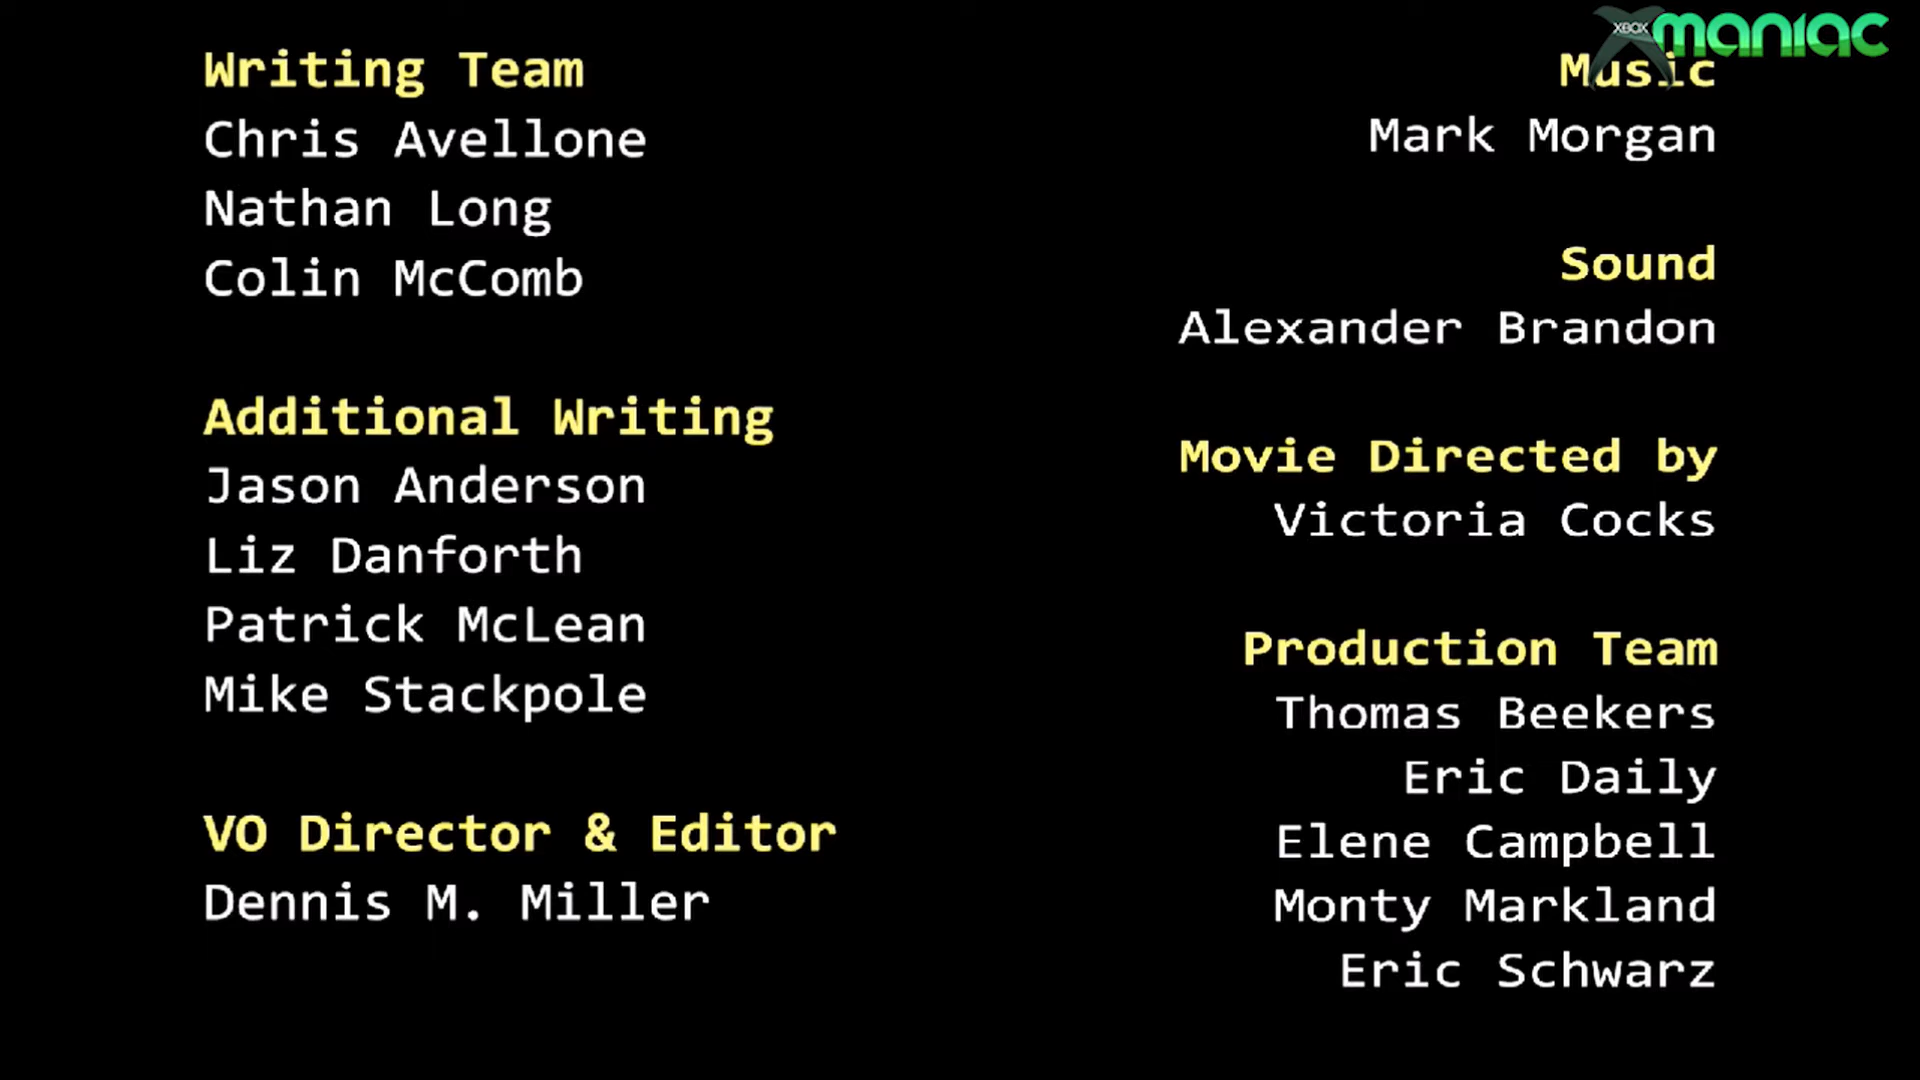 Writing Team
Chris Avellone
Nathan Long
Colin McComb
Additional Writing
Jason Anderson
Liz Danforth
Patrick McLean
Mike Stackpole
VO Director & Editor
Dennis M. Miller
XBOX maniac
Music
Mark Morgan
Sound
Alexander Brandon
Movie Directed by
Victoria Cocks
Production Team
Thomas Beekers
Eric Daily
Elene Campbell
Monty Markland
Eric Schwarz